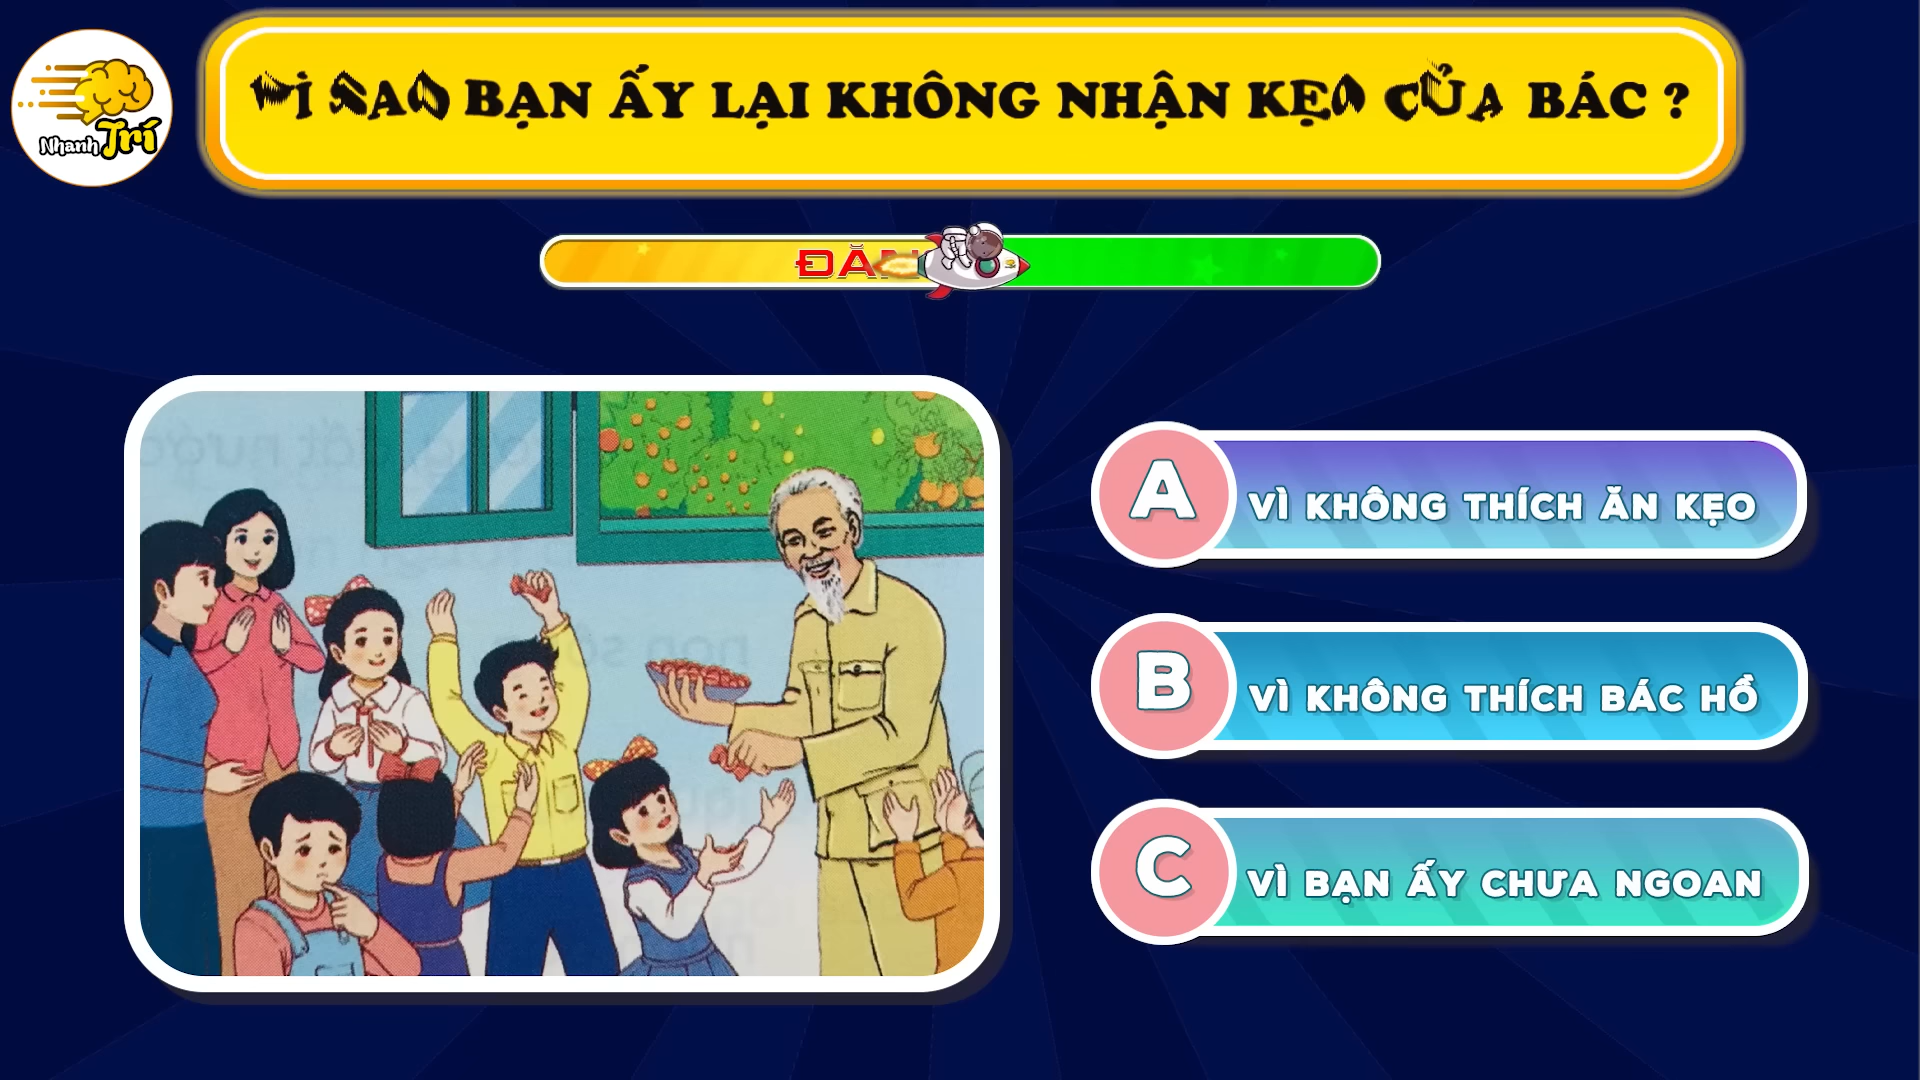 Nhanh Trí
VÌ SAO BẠN ẤY LẠI KHÔNG NHẬN KẸO CỦA BÁC ?
ĐĂN
A
VÌ KHÔNG THÍCH ĂN KẸO
B
VÌ KHÔNG THÍCH BÁC HỒ
C
VÌ BẠN ẤY CHƯA NGOAN